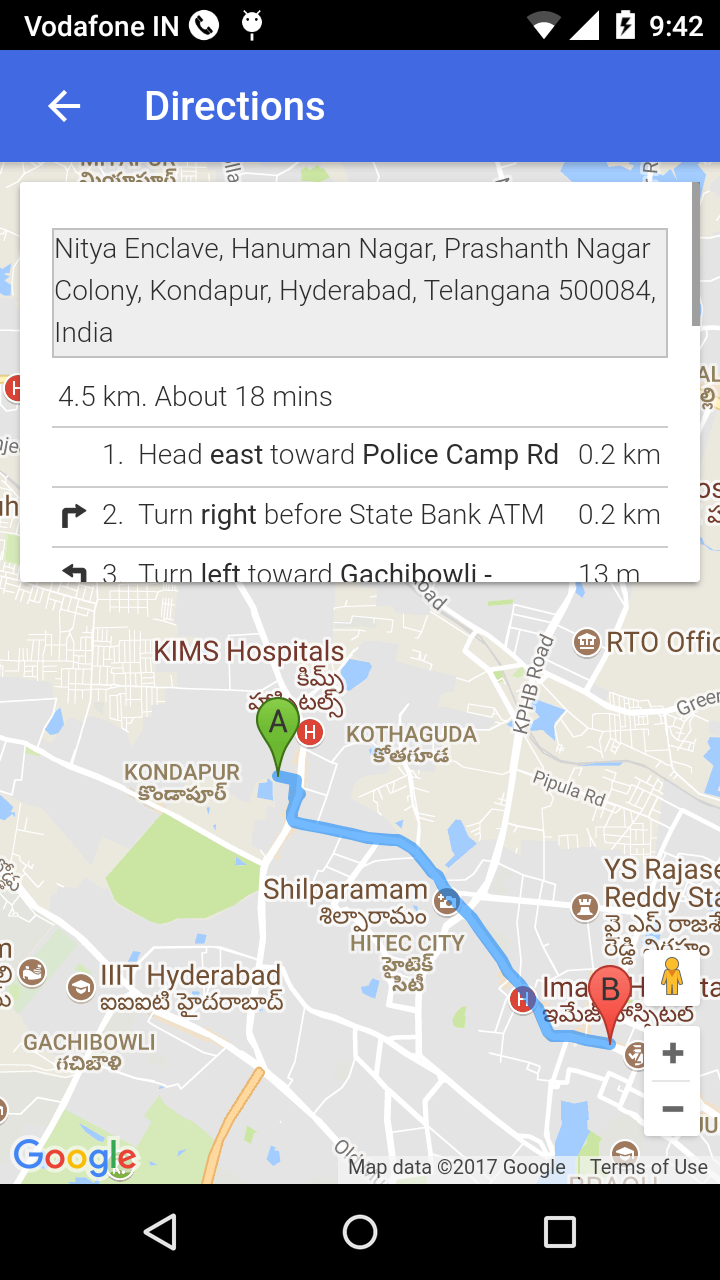 Vodafone IN
9:42
Directions
Nitya Enclave, Hanuman Nagar, Prashanth Nagar
Colony, Kondapur, Hyderabad, Telangana 500084,
India
4.5 km. About 18 mins
1. Head east toward Police Camp Rd 0.2 km
2. Turn right before State Bank ATM 0.2 km
3. Turn left toward Gachibowli - 13 m
KIMS Hospitals
కిమ్స్
హాస్పిటల్స్
H
A
RTO Offic
KPHB Road
Green
KOTHAGUDA
కోతగూడ
KONDAPUR
కొండాపూర్
Pipula Rd
YS Rajase
Reddy Sta
వై ఎస్ రాజశే
రెడ్డి విగ్రహం
Shilparamam
శిల్పారామం
HITEC CITY
హైటెక్
సిటీ
IIIT Hyderabad
ఐఐఐటి హైదరాబాద్
H
B
ఇమేజ్ హాస్పిటల్
GACHIBOWLI
గచిబౌలి
Google
Map data ©2017 Google
Terms of Use